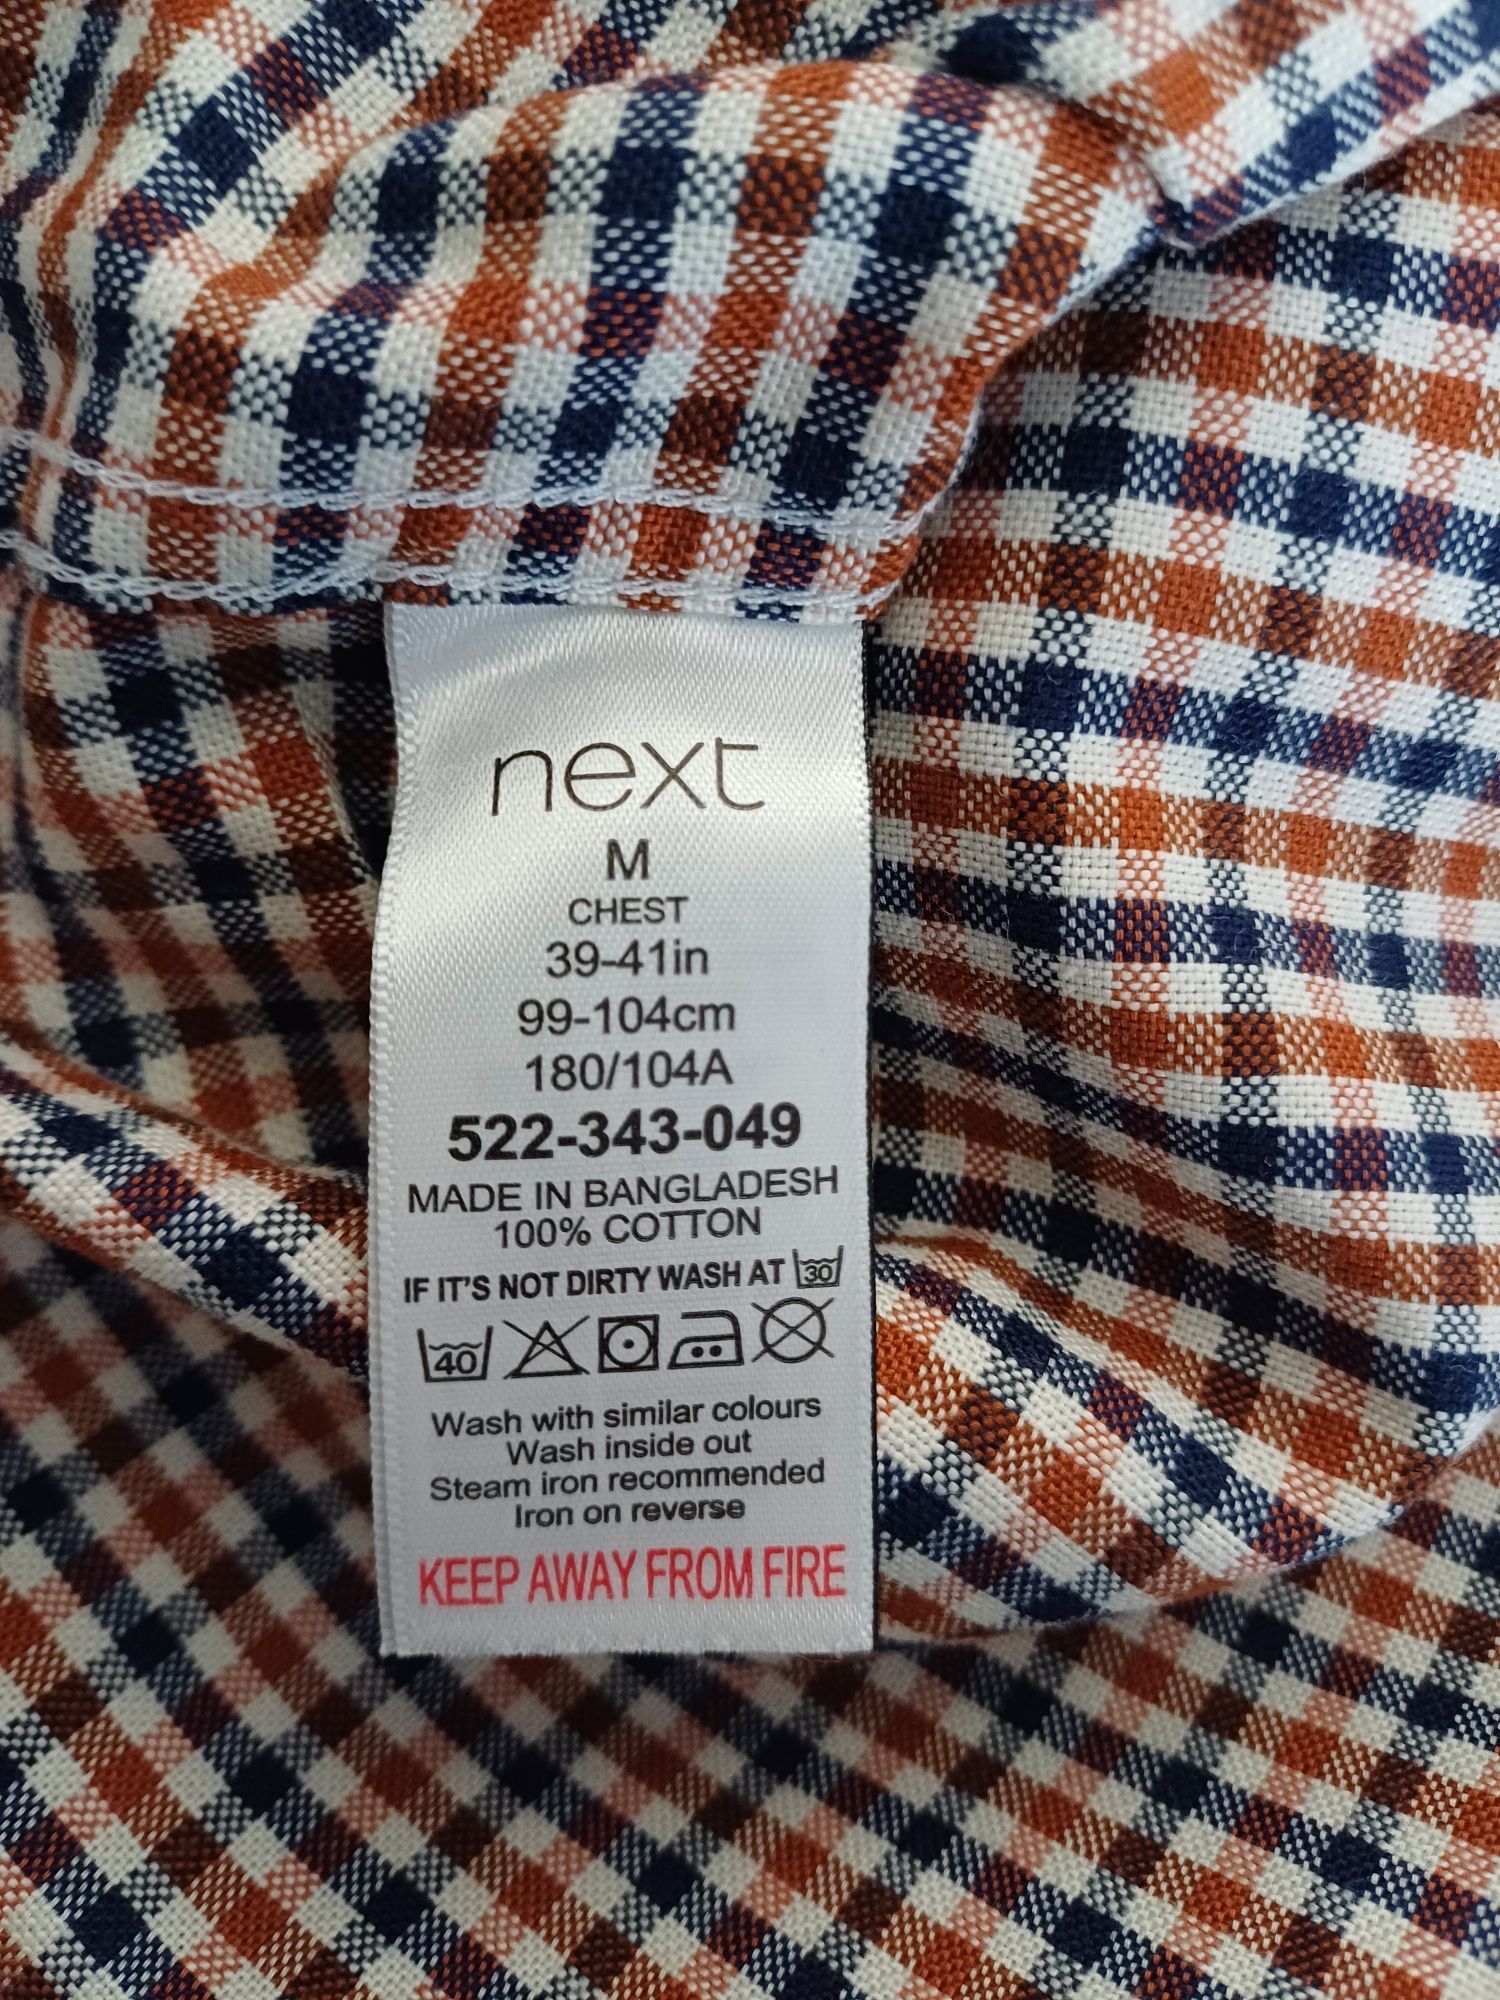 next
M
CHEST
39-41in
99-104cm
180/104A
522-343-049
MADE IN BANGLADESH
100% COTTON
IF IT'S NOT DIRTY WASH AT 30
40
Wash with similar colours
Wash inside out
Steam iron recommended
Iron on reverse
KEEP AWAY FROM FIRE